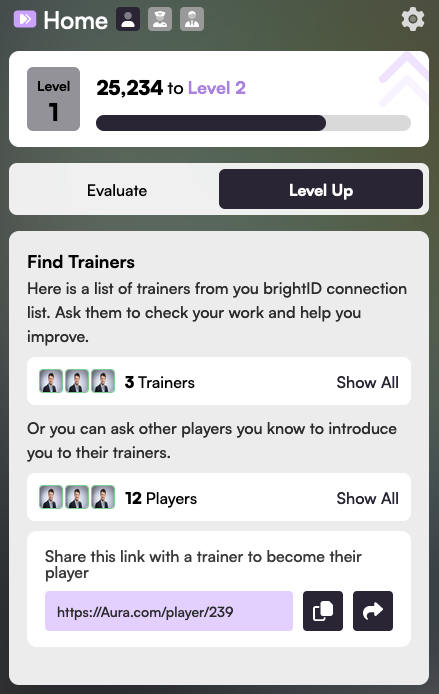 Home
Level
1
25,234 to Level 2
Evaluate
Level Up
Find Trainers
Here is a list of trainers from you brightID connection
list. Ask them to check your work and help you
improve.
3 Trainers
Show All
Or you can ask other players you know to introduce
you to their trainers.
12 Players
Show All
Share this link with a trainer to become their
player
https://Aura.com/player/239